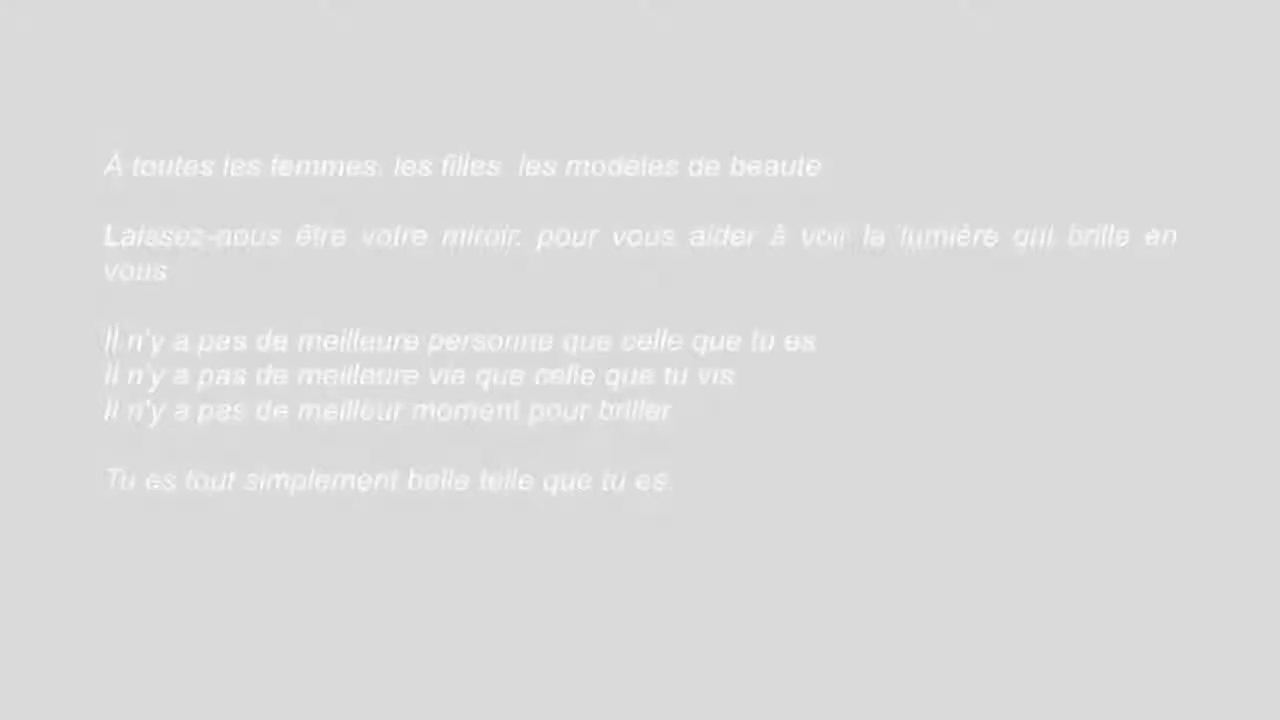 À toutes les femmes, les filles, les modèles de beauté
Laissez-nous être votre miroir, pour vous aider à voir la lumière qui brille en
vous
Il n'y a pas de meilleure personne que celle que tu es
Il n'y a pas de meilleure vie que celle que tu vis
Il n'y a pas de meilleur moment pour briller
Tu es tout simplement belle telle que tu es.